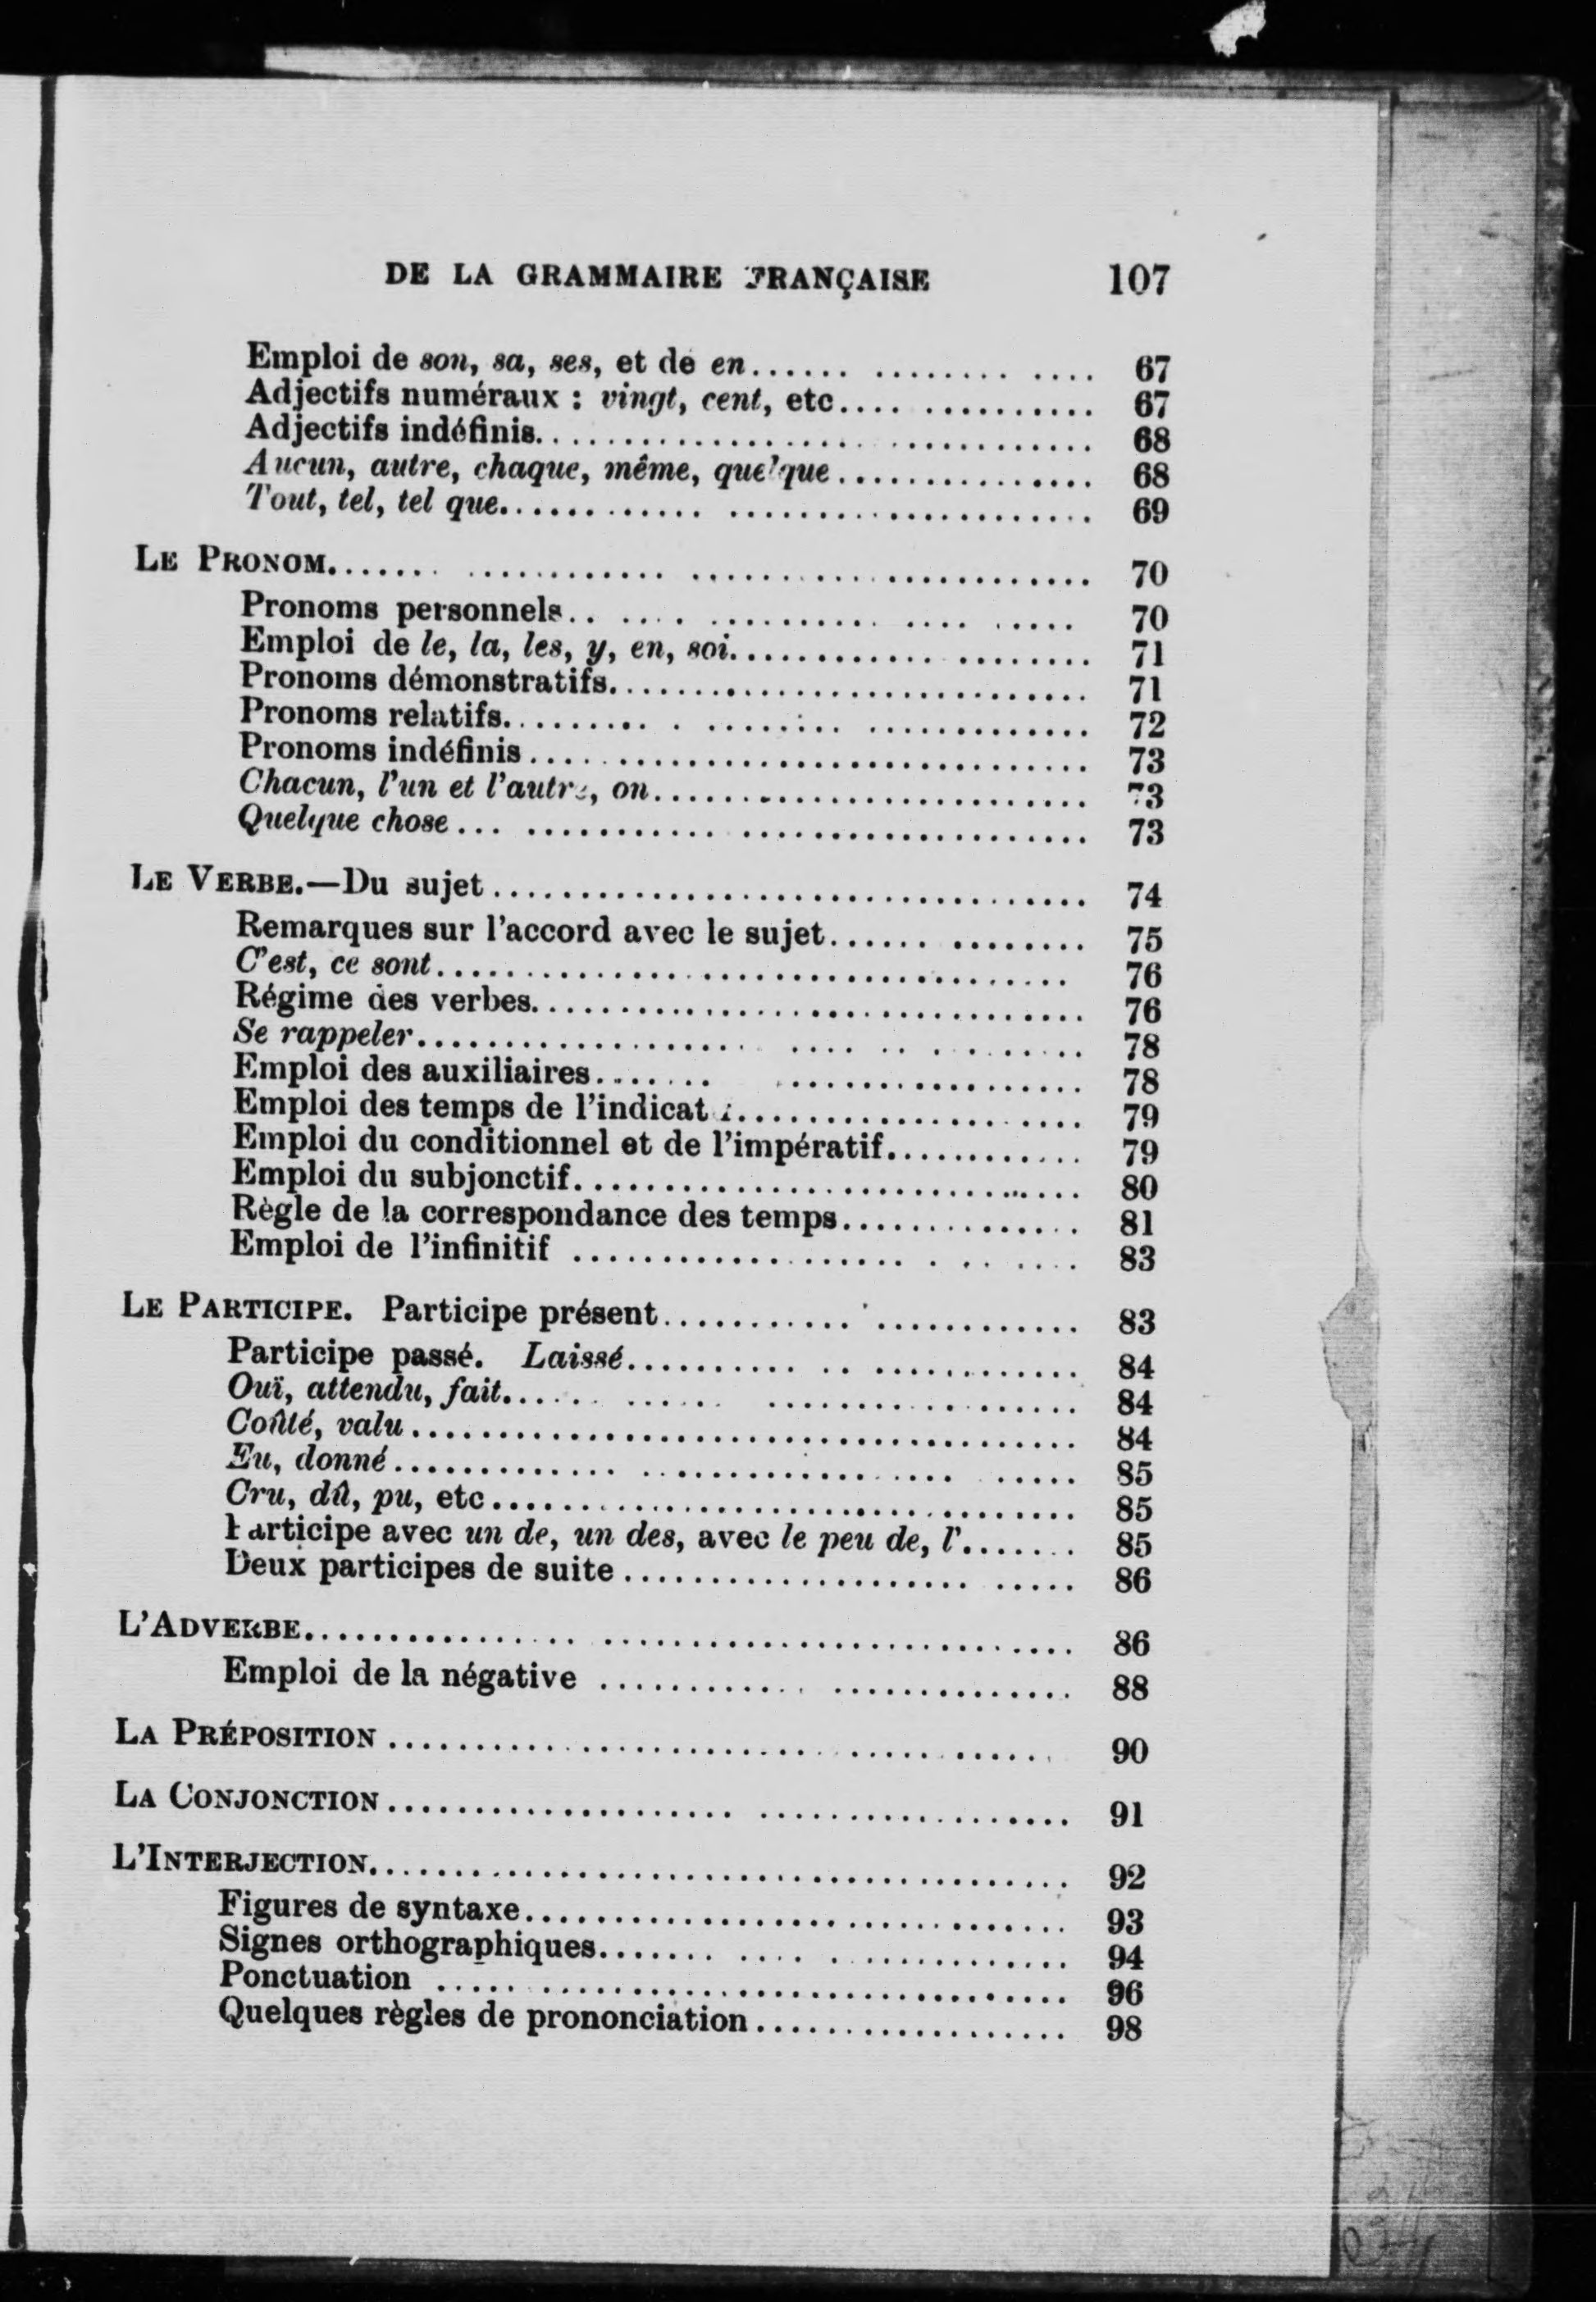 DE LA GRAMMAIRE FRANÇAISE 107
Emploi de son, sa, ses, et de en...... ......... .... 67
Adjectifs numéraux : vingt, cent, etc.... ............ 67
Adjectifs indéfinis................................ 68
Aucun, autre, chaque, même, quelque............... 68
Tout, tel, tel que............ ..................... 69
LE PRONOM....... ........... ....................... 70
Pronoms personnels.. .... .......... .... ..... 70
Emploi de le, la, les, y, en, soi............ ........ 71
Pronoms démonstratifs............................ 71
Pronoms relatifs......... . ........ ............. 72
Pronoms indéfinis................................ 73
Chacun, l'un et l'autre, on......................... 73
Quelque chose... ........... .................... 73
LE VERBE.—Du sujet.................................. 74
Remarques sur l'accord avec le sujet...... ........ 75
C'est, ce sont.................................... 76
Régime des verbes................................ 76
Se rappeler................... .... .. ......... 78
Emploi des auxiliaires....... .................. 78
Emploi des temps de l'indicat .................... 79
Emploi du conditionnel et de l'impératif............ 79
Emploi du subjonctif............................. 80
Règle de la correspondance des temps.............. 81
Emploi de l'infinitif ................... . .. .... 83
LE PARTICIPE. Participe présent........... ............ 83
Participe passé. Laissé.......... .. ............ 84
Ouï, attendu, fait...... ...... .................. 84
Coûté, valu...................................... 84
Eu, donné............. .................. ..... 85
Cru, dû, pu, etc................................. 85
Participe avec un de, un des, avec le peu de, l'....... 85
Deux participes de suite.................... ..... 86
L'ADVERBE................ ........................... 86
Emploi de la négative ............ .............. 88
LA PRÉPOSITION ...................................... 90
LA CONJONCTION.................... .................. 91
L'INTERJECTION........................................ 92
Figures de syntaxe............................... 93
Signes orthographiques....... .... .............. 94
Ponctuation ..... .............................. 96
Quelques règles de prononciation.................. 98